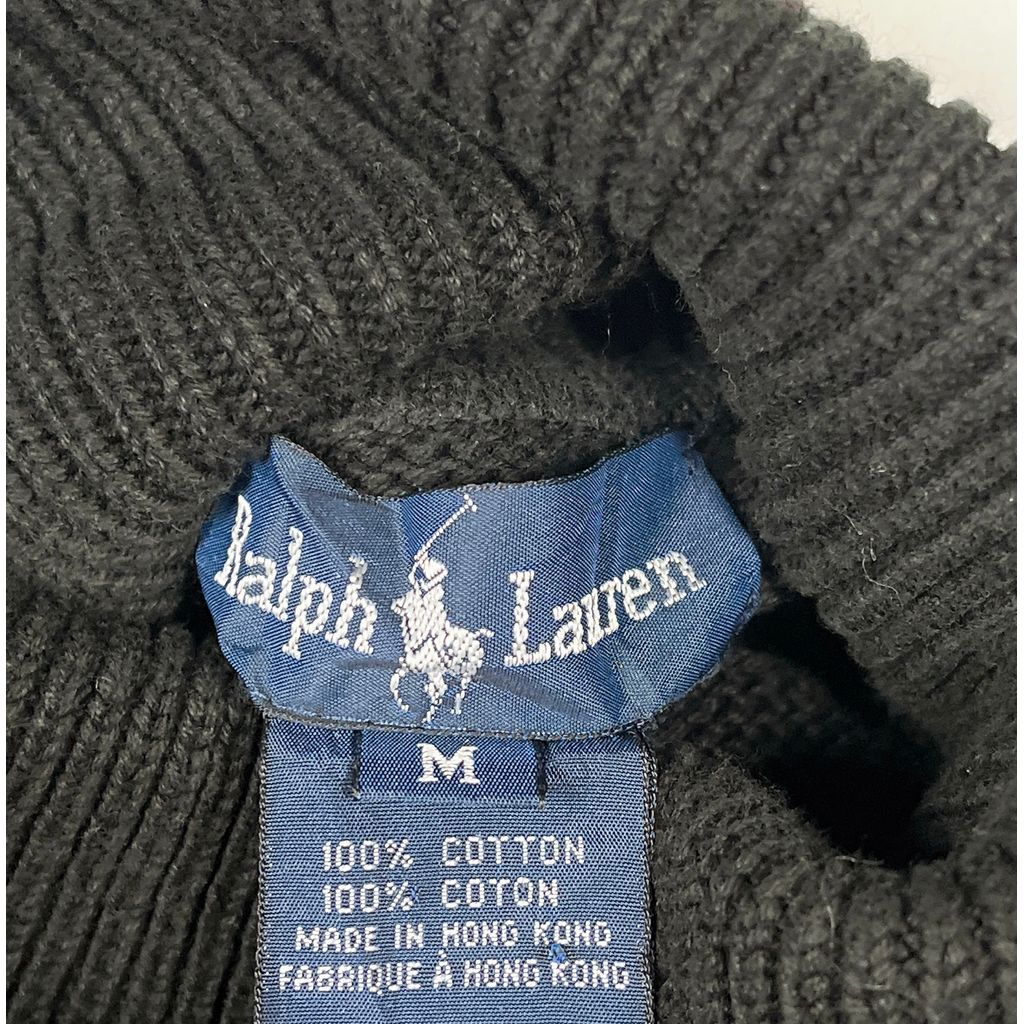 Ralph Lauren
M
100% COTTON
100% COTON
MADE IN HONG KONG
FABRIQUE À HONG KONG